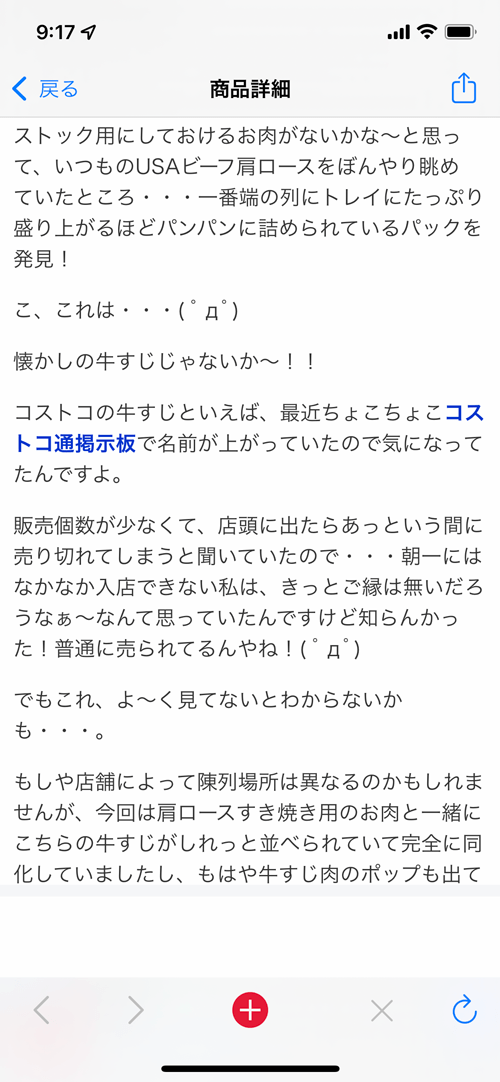 9:17
戻る
商品詳細
ストック用にしておけるお肉がないかな〜と思っ
て、いつものUSAビーフ肩ロースをぼんやり眺め
ていたところ・・・一番端の列にトレイにたっぷり
盛り上がるほどパンパンに詰められているパックを
発見！
こ、これは・・・( ﾟДﾟ)
懐かしの牛すじじゃないか〜！！
コストコの牛すじといえば、最近ちょこちょこコス
トコ通掲示板で名前が上がっていたので気になって
たんですよ。
販売個数が少なくて、店頭に出たらあっという間に
売り切れてしまうと聞いていたので・・・朝一には
なかなか入店できない私は、きっとご縁は無いだろ
うなぁ〜なんて思っていたんですけど知らんかっ
た！普通に売られてるんやね！( ﾟДﾟ)
でもこれ、よ〜く見てないとわからないか
も・・・。
もしや店舗によって陳列場所は異なるのかもしれま
せんが、今回は肩ロースすき焼き用のお肉と一緒に
こちらの牛すじがしれっと並べられていて完全に同
化していましたし、もはや牛すじ肉のポップも出て